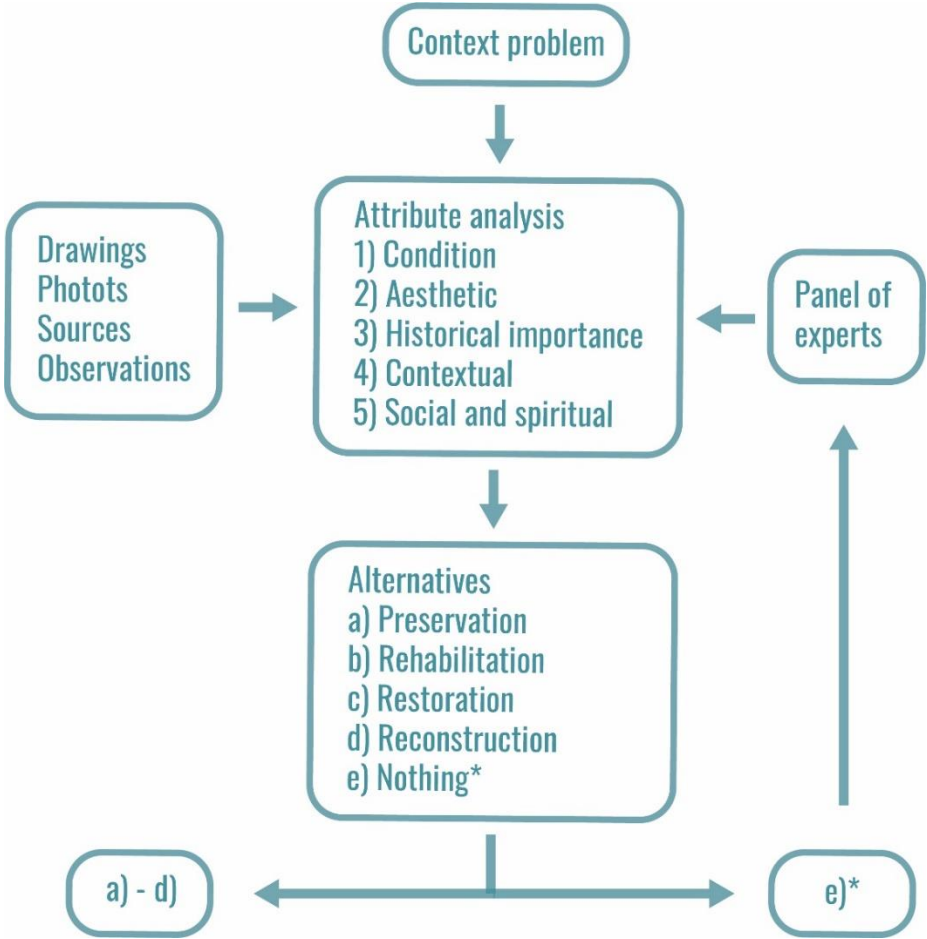 Context problem
Drawings
Photots
Sources
Observations
Attribute analysis
1) Condition
2) Aesthetic
3) Historical importance
4) Contextual
5) Social and spiritual
Panel of
experts
Alternatives
a) Preservation
b) Rehabilitation
c) Restoration
d) Reconstruction
e) Nothing*
a) - d)
e)*